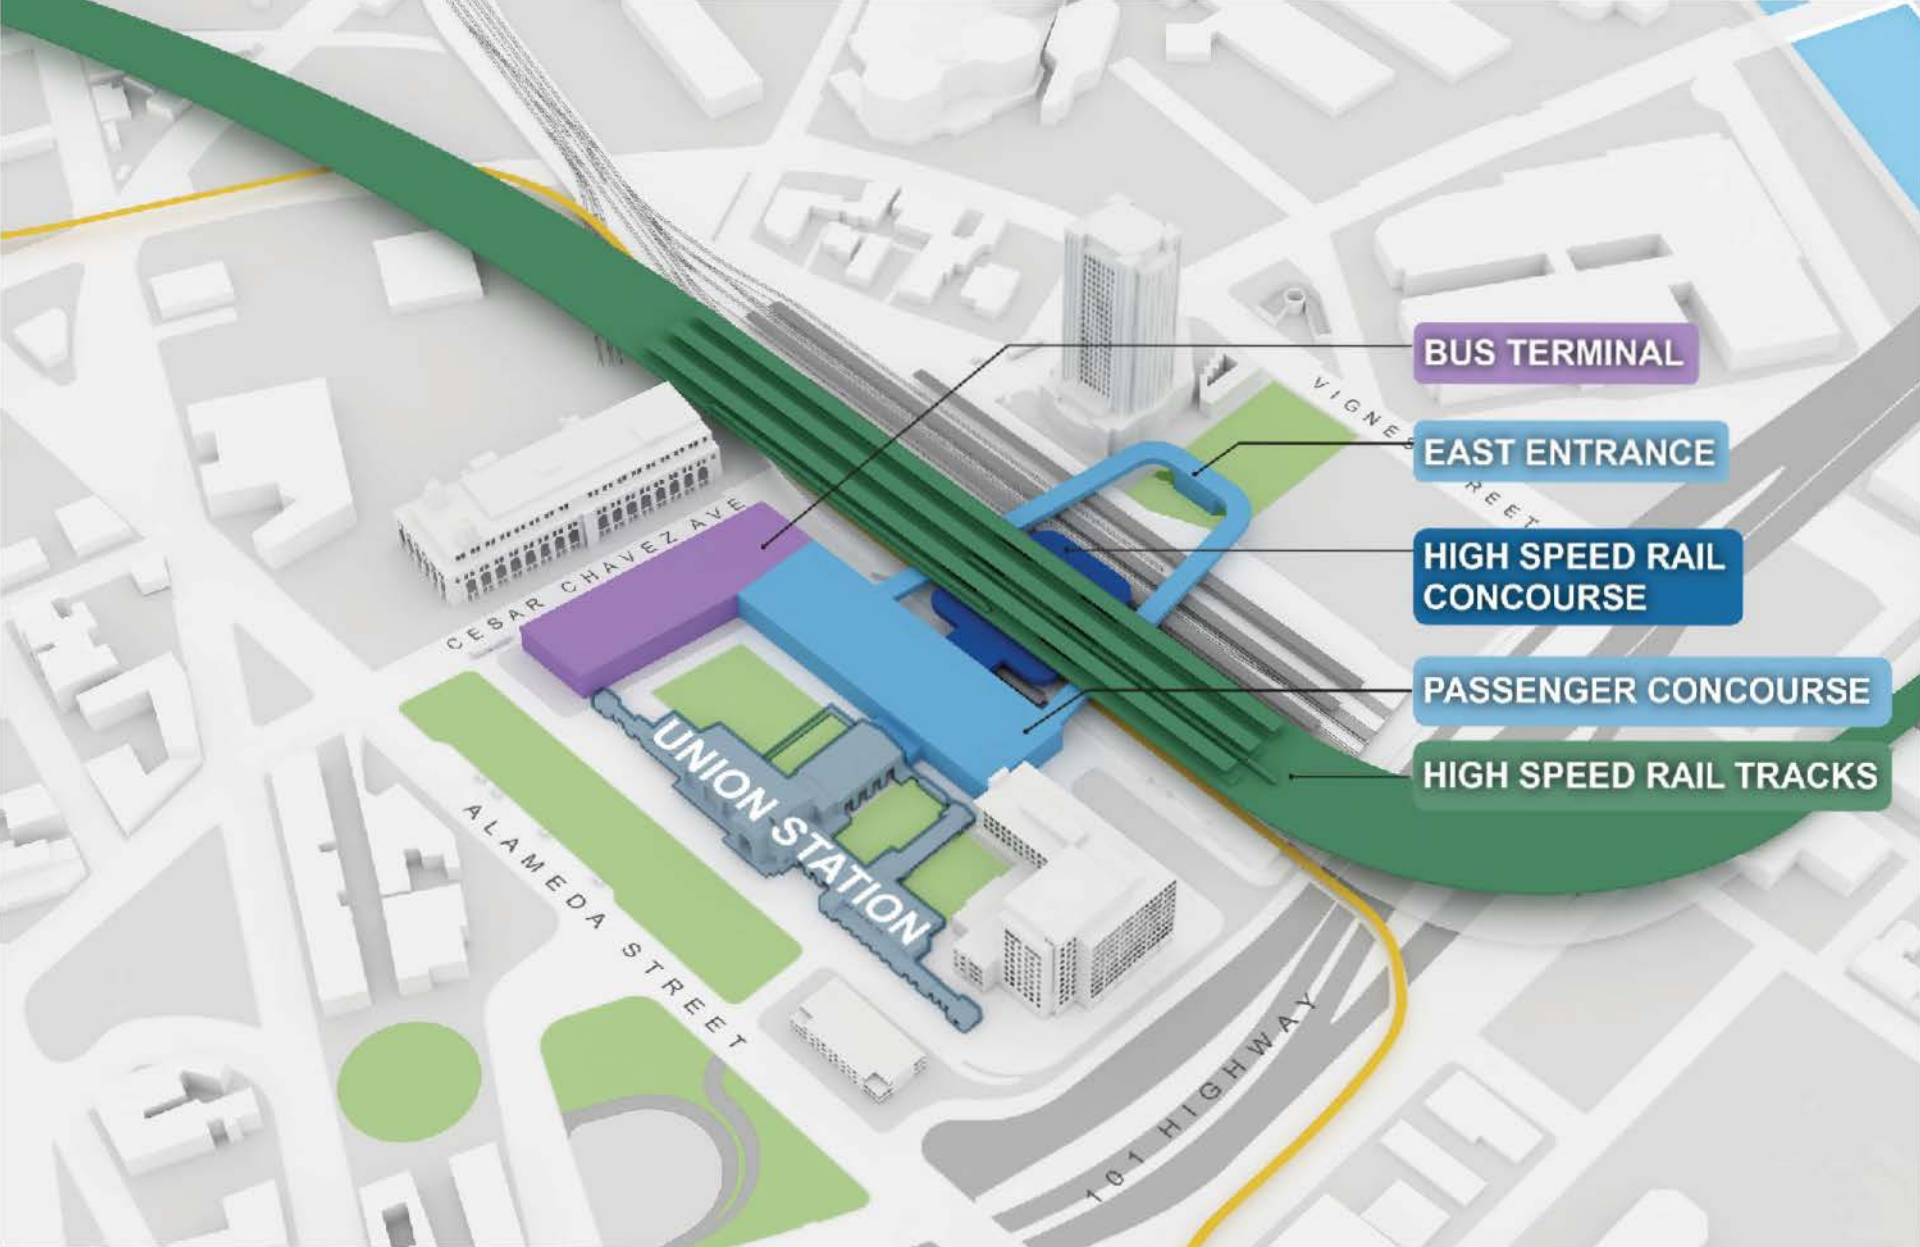 BUS TERMINAL
EAST ENTRANCE
HIGH SPEED RAIL
CONCOURSE
PASSENGER CONCOURSE
HIGH SPEED RAIL TRACKS
VIGNES REET
CESAR CHAVEZ AVE
UNION STATION
ALAMEDA STREET
101 HIGHWAY